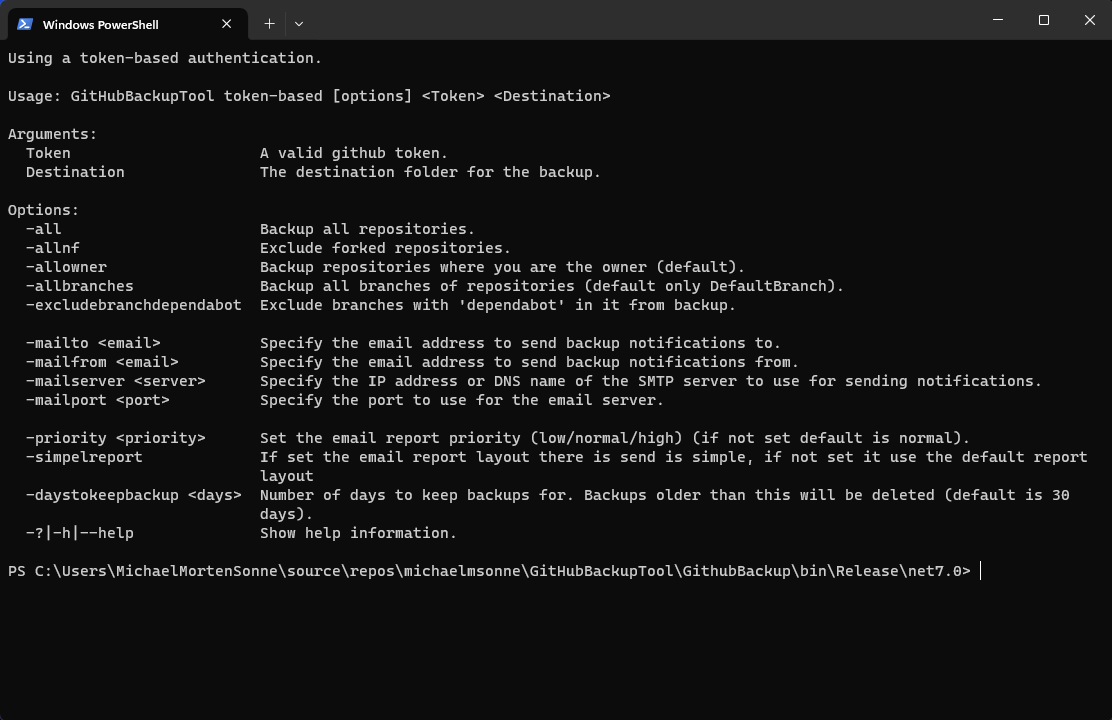 Windows PowerShell
Using a token-based authentication.
Usage: GitHubBackupTool token-based [options] <Token> <Destination>
Arguments:
Token A valid github token.
Destination The destination folder for the backup.
Options:
-all Backup all repositories.
-allnf Exclude forked repositories.
-allowner Backup repositories where you are the owner (default).
-allbranches Backup all branches of repositories (default only DefaultBranch).
-excludebranchdependabot Exclude branches with 'dependabot' in it from backup.
-mailto <email> Specify the email address to send backup notifications to.
-mailfrom <email> Specify the email address to send backup notifications from.
-mailserver <server> Specify the IP address or DNS name of the SMTP server to use for sending notifications.
-mailport <port> Specify the port to use for the email server.
-priority <priority> Set the email report priority (low/normal/high) (if not set default is normal).
-simpelreport If set the email report layout there is send is simple, if not set it use the default report
layout
-daystokeepbackup <days> Number of days to keep backups for. Backups older than this will be deleted (default is 30
days).
-?|-h|--help Show help information.
PS C:\Users\MichaelMortenSonne\source\repos\michaelmsonne\GitHubBackupTool\GithubBackup\bin\Release\net7.0>